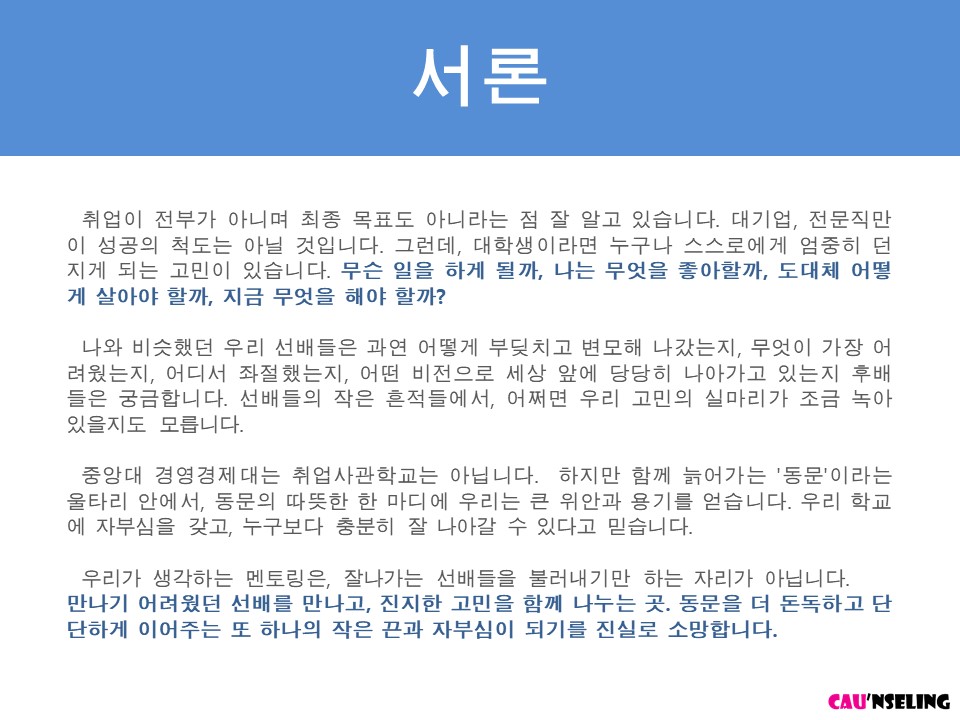 서론
취업이 전부가 아니며 최종 목표도 아니라는 점 잘 알고 있습니다. 대기업, 전문직만
이 성공의 척도는 아닐 것입니다. 그런데, 대학생이라면 누구나 스스로에게 엄중히 던
지게 되는 고민이 있습니다. 무슨 일을 하게 될까, 나는 무엇을 좋아할까, 도대체 어떻
게 살아야 할까, 지금 무엇을 해야 할까?
나와 비슷했던 우리 선배들은 과연 어떻게 부딪치고 변모해 나갔는지, 무엇이 가장 어
려웠는지, 어디서 좌절했는지, 어떤 비전으로 세상 앞에 당당히 나아가고 있는지 후배
들은 궁금합니다. 선배들의 작은 흔적들에서, 어쩌면 우리 고민의 실마리가 조금 녹아
있을지도 모릅니다.
중앙대 경영경제대는 취업사관학교는 아닙니다. 하지만 함께 늙어가는 '동문'이라는
울타리 안에서, 동문의 따뜻한 한 마디에 우리는 큰 위안과 용기를 얻습니다. 우리 학교
에 자부심을 갖고, 누구보다 충분히 잘 나아갈 수 있다고 믿습니다.
우리가 생각하는 멘토링은, 잘나가는 선배들을 불러내기만 하는 자리가 아닙니다.
만나기 어려웠던 선배를 만나고, 진지한 고민을 함께 나누는 곳. 동문을 더 돈독하고 단
단하게 이어주는 또 하나의 작은 끈과 자부심이 되기를 진실로 소망합니다.
CAU'NSELING